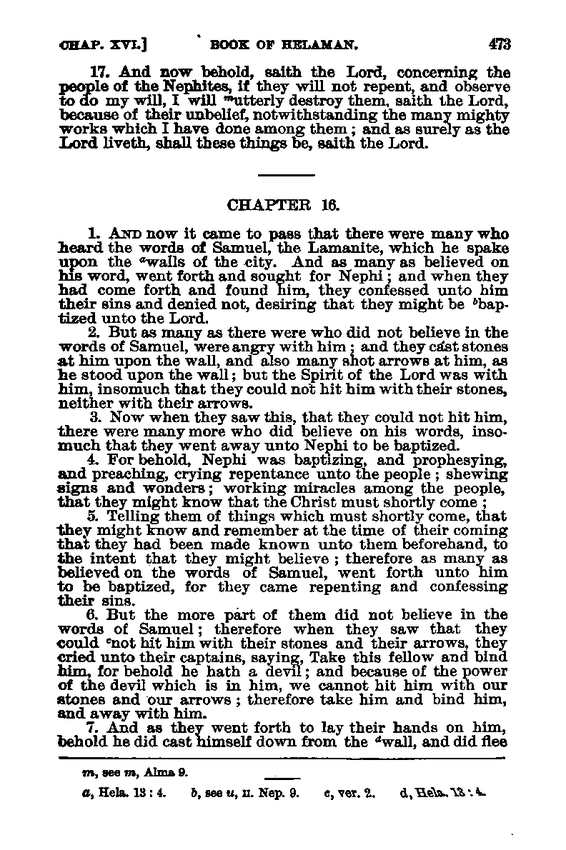 CHAP. XVI.] BOOK OF HELAMAN. 473
17. And now behold, saith the Lord, concerning the
people of the Nephites, if they will not repent, and observe
to do my will, I will ᵐutterly destroy them, saith the Lord,
because of their unbelief, notwithstanding the many mighty
works which I have done among them; and as surely as the
Lord liveth, shall these things be, saith the Lord.
CHAPTER 16.
1. AND now it came to pass that there were many who
heard the words of Samuel, the Lamanite, which he spake
upon the ᵃwalls of the city. And as many as believed on
his word, went forth and sought for Nephi; and when they
had come forth and found him, they confessed unto him
their sins and denied not, desiring that they might be ᵇbap-
tized unto the Lord.
2. But as many as there were who did not believe in the
words of Samuel, were angry with him; and they cast stones
at him upon the wall, and also many shot arrows at him, as
he stood upon the wall; but the Spirit of the Lord was with
him, insomuch that they could not hit him with their stones,
neither with their arrows.
3. Now when they saw this, that they could not hit him,
there were many more who did believe on his words, inso-
much that they went away unto Nephi to be baptized.
4. For behold, Nephi was baptizing, and prophesying,
and preaching, crying repentance unto the people; shewing
signs and wonders; working miracles among the people,
that they might know that the Christ must shortly come;
5. Telling them of things which must shortly come, that
they might know and remember at the time of their coming
that they had been made known unto them beforehand, to
the intent that they might believe; therefore as many as
believed on the words of Samuel, went forth unto him
to be baptized, for they came repenting and confessing
their sins.
6. But the more part of them did not believe in the
words of Samuel; therefore when they saw that they
could ᶜnot hit him with their stones and their arrows, they
cried unto their captains, saying, Take this fellow and bind
him, for behold he hath a devil; and because of the power
of the devil which is in him, we cannot hit him with our
stones and our arrows; therefore take him and bind him,
and away with him.
7. And as they went forth to lay their hands on him,
behold he did cast himself down from the ᵈwall, and did flee
m, see m, Alma 9.
a, Hela. 13:4. b, see u, II. Nep. 9. c, ver. 2. d, Hela. 13:4.